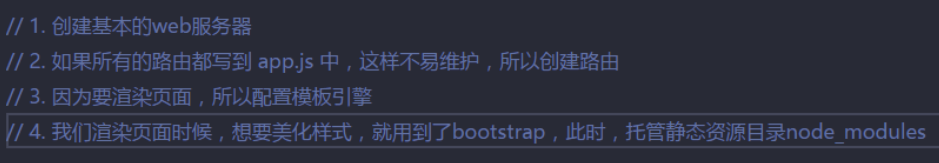 // 1. 创建基本的web服务器
// 2. 如果所有的路由都写到 app.js 中，这样不易维护，所以创建路由
// 3. 因为要渲染页面，所以配置模板引擎
// 4. 我们渲染页面时候，想要美化样式，就用到了bootstrap，此时，托管静态资源目录node_modules